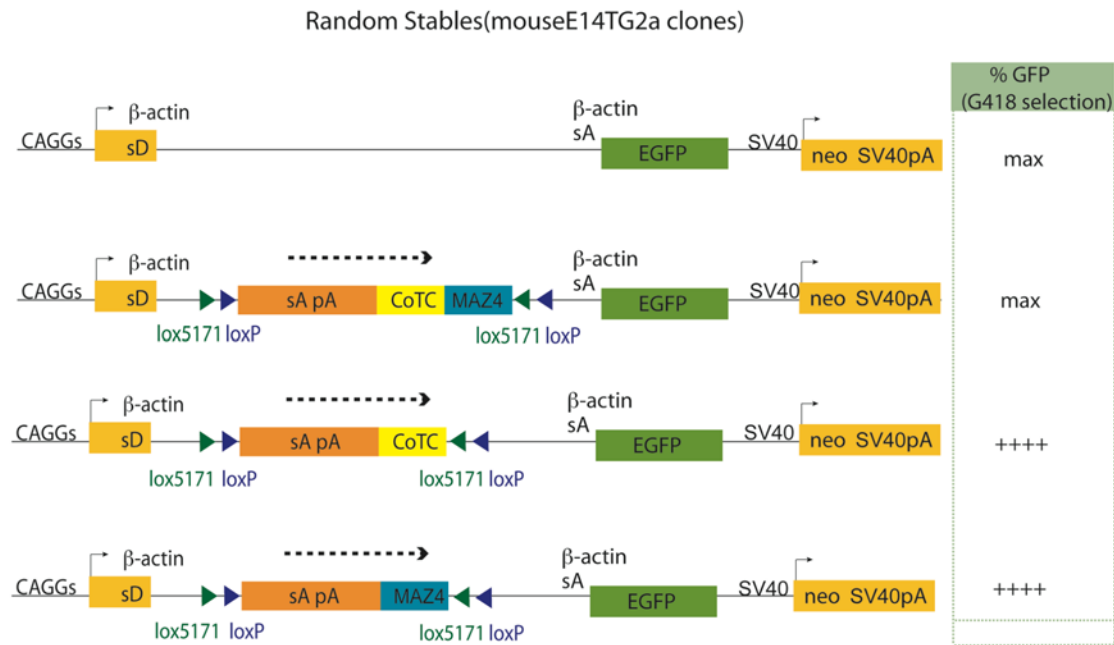 Random Stables(mouseE14TG2a clones)
% GFP
(G418 selection)
β-actin
β-actin
CAGGs
sD
sA
EGFP
SV40
neo SV40pA
max
β-actin
β-actin
CAGGs
sD
sA pA
CoTC
MAZ4
sA
EGFP
SV40
neo SV40pA
max
lox5171 loxP
lox5171 loxP
β-actin
β-actin
CAGGs
sD
sA pA
CoTC
sA
EGFP
SV40
neo SV40pA
++++
lox5171 loxP
lox5171 loxP
β-actin
β-actin
CAGGs
sD
sA pA
MAZ4
sA
EGFP
SV40
neo SV40pA
++++
lox5171 loxP
lox5171 loxP